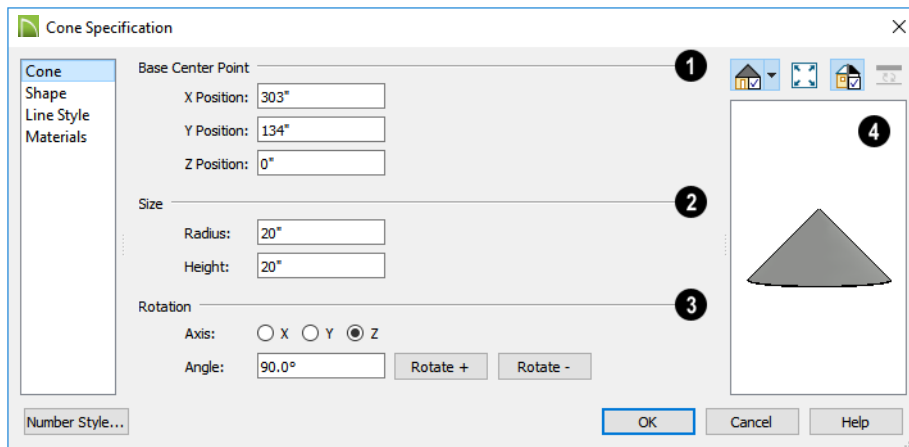 Cone Specification
Cone
Shape
Line Style
Materials
Base Center Point 1
X Position: 303"
Y Position: 134"
Z Position: 0"
Size 2
Radius: 20"
Height: 20"
Rotation 3
Axis: X Y Z
Angle: 90.0° Rotate + Rotate -
4
Number Style... OK Cancel Help